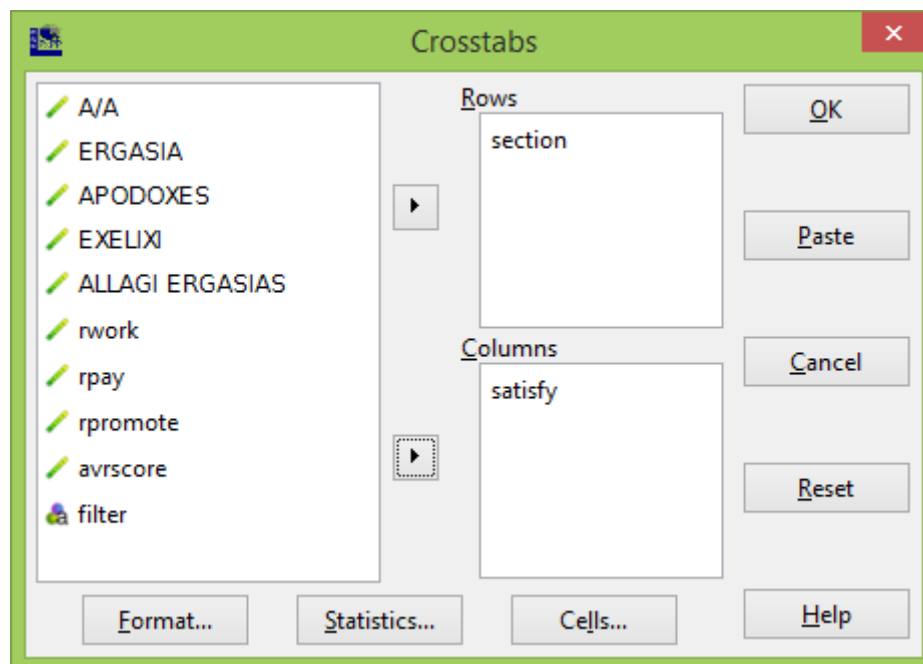 Crosstabs
A/A
ERGASIA
APODOXES
EXELIXI
ALLAGI ERGASIAS
rwork
rpay
rpromote
avrscore
filter
Rows
section
Columns
satisfy
OK
Paste
Cancel
Reset
Help
Format...
Statistics...
Cells...